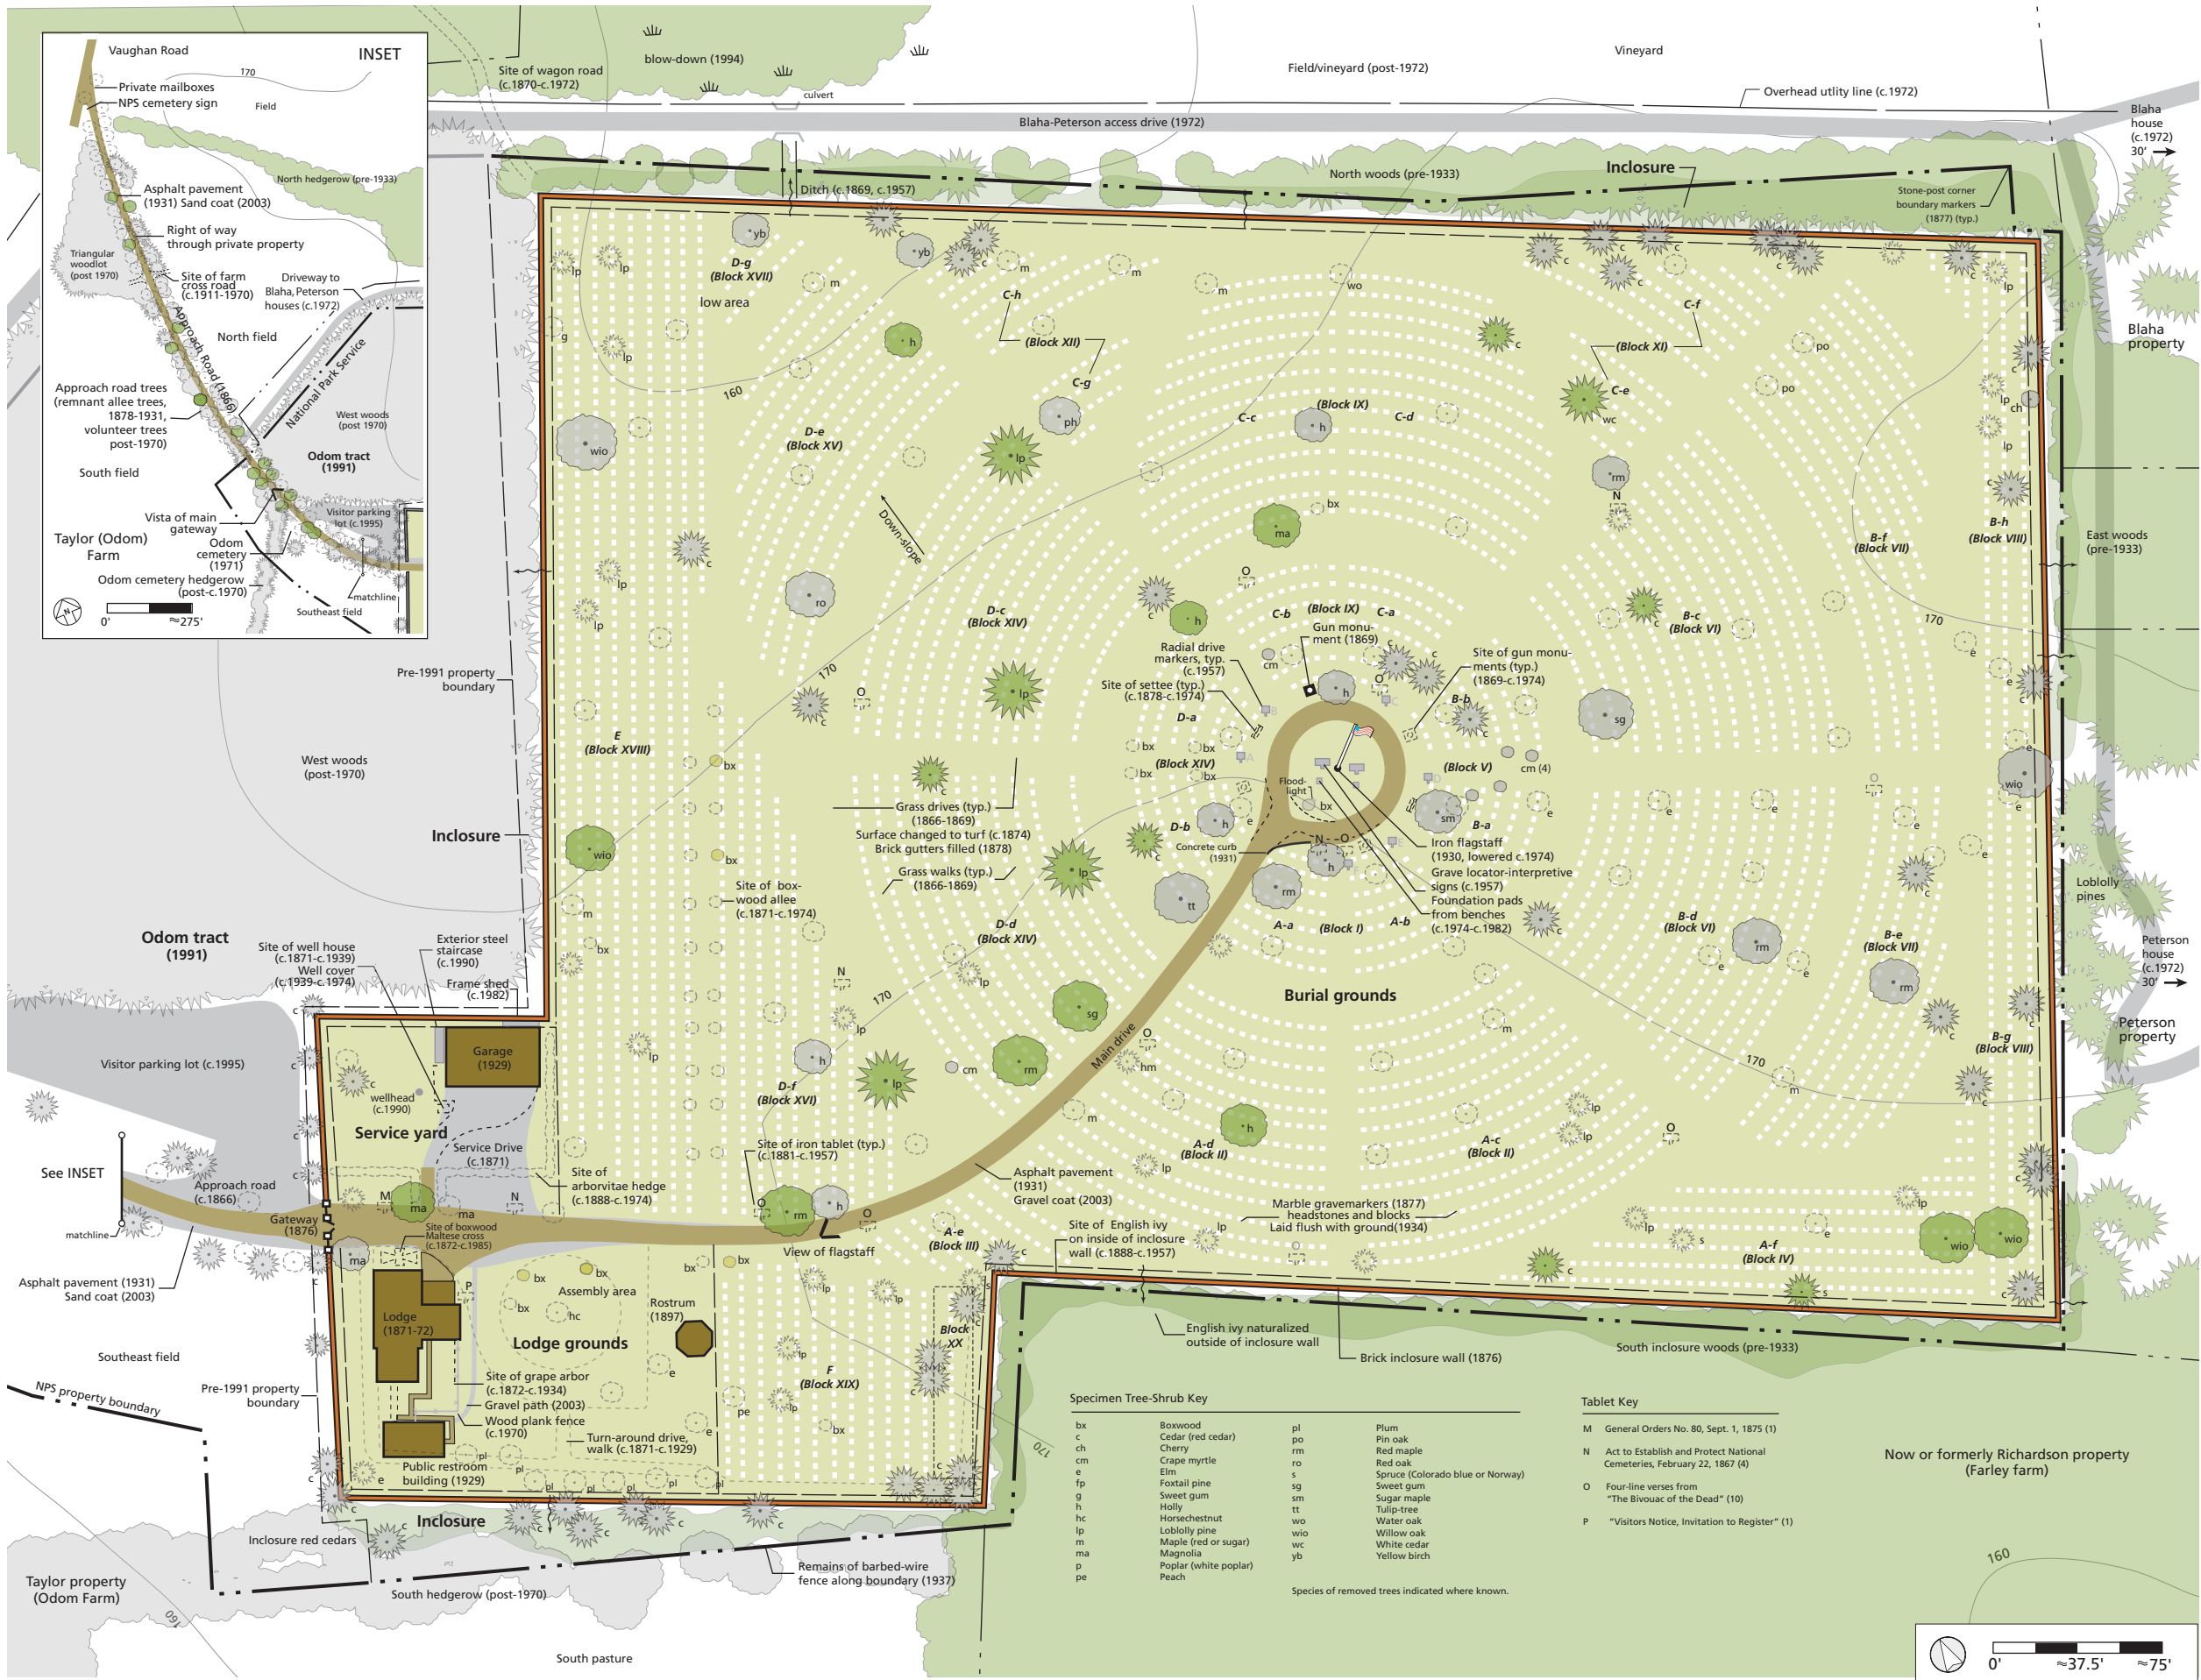 INSET
Vaughan Road
170
Private mailboxes
NPS cemetery sign
Field
North hedgerow (pre-1933)
Asphalt pavement
(1931) Sand coat (2003)
Right of way
through private property
Triangular
woodlot
(post 1970)
Site of farm
cross road
(c.1911-1970)
Driveway to
Blaha, Peterson
houses (c.1972)
Approach Road (1866)
North field
National Park Service
Approach road trees
(remnant allee trees,
1878-1931,
volunteer trees
post-1970)
West woods
(post 1970)
Odom tract
(1991)
South field
Vista of main
gateway
Visitor parking
lot (c.1995)
Taylor (Odom)
Farm
Odom
cemetery
(1971)
Odom cemetery hedgerow
(post-c.1970)
matchline
Southeast field
N
0'
≈275'
Site of wagon road
(c.1870-c.1972)
blow-down (1994)
culvert
Field/vineyard (post-1972)
Vineyard
Overhead utlity line (c.1972)
Blaha-Peterson access drive (1972)
Blaha
house
(c.1972)
30'
Ditch (c.1869, c.1957)
North woods (pre-1933)
Inclosure
Stone-post corner
boundary markers
(1877) (typ.)
D-g
(Block XVII)
low area
C-h
(Block XII)
C-g
C-f
(Block XI)
C-e
Blaha
property
160
D-e
(Block XV)
C-c
(Block IX)
C-d
Down-slope
B-f
(Block VII)
B-h
(Block VIII)
East woods
(pre-1933)
D-c
(Block XIV)
C-b
(Block IX)
C-a
Gun monu-
ment (1869)
B-c
(Block VI)
170
Radial drive
markers, typ.
(c.1957)
Site of settee (typ.)
(c.1878-c.1974)
Site of gun monu-
ments (typ.)
(1869-c.1974)
Pre-1991 property
boundary
170
D-a
B-b
E
(Block XVIII)
(Block XIV)
(Block V)
cm (4)
West woods
(post-1970)
Flood-
light
Grass drives (typ.)
(1866-1869)
Surface changed to turf (c.1874)
Brick gutters filled (1878)
Inclosure
D-b
B-a
Concrete curb
(1931)
Iron flagstaff
(1930, lowered c.1974)
Grave locator-interpretive
signs (c.1957)
Foundation pads
from benches
(c.1974-c.1982)
Grass walks (typ.)
(1866-1869)
Site of box-
wood allee
(c.1871-c.1974)
Loblolly
pines
A-a
(Block I)
A-b
D-d
(Block XIV)
B-d
(Block VI)
B-e
(Block VII)
Odom tract
(1991)
Site of well house
(c.1871-c.1939)
Well cover
(c.1939-c.1974)
Exterior steel
staircase
(c.1990)
Frame shed
(c.1982)
Peterson
house
(c.1972)
30'
Burial grounds
170
Peterson
property
Main drive
Garage
(1929)
B-g
(Block VIII)
170
Visitor parking lot (c.1995)
wellhead
(c.1990)
D-f
(Block XVI)
Service yard
Service Drive
(c.1871)
Site of iron tablet (typ.)
(c.1881-c.1957)
A-d
(Block II)
A-c
(Block II)
See INSET
Approach road
(c.1866)
Site of
arborvitae hedge
(c.1888-c.1974)
Asphalt pavement
(1931)
Gravel coat (2003)
Marble gravemarkers (1877)
headstones and blocks
Laid flush with ground(1934)
matchline
Gateway
(1876)
Site of boxwood
Maltese cross
(c.1872-c.1985)
View of flagstaff
A-e
(Block III)
Site of English ivy
on inside of inclosure
wall (c.1888-c.1957)
A-f
(Block IV)
Asphalt pavement (1931)
Sand coat (2003)
Assembly area
Rostrum
(1897)
Lodge
(1871-72)
Lodge grounds
Block
XX
English ivy naturalized
outside of inclosure wall
Brick inclosure wall (1876)
South inclosure woods (pre-1933)
Southeast field
NPS property boundary
Pre-1991 property
boundary
Site of grape arbor
(c.1872-c.1934)
Gravel path (2003)
Wood plank fence
(c.1970)
F
(Block XIX)
Turn-around drive,
walk (c.1871-c.1929)
Public restroom
building (1929)
170
Inclosure
Inclosure red cedars
Remains of barbed-wire
fence along boundary (1937)
South hedgerow (post-1970)
Taylor property
(Odom Farm)
160
South pasture
Specimen Tree-Shrub Key
bx Boxwood
c Cedar (red cedar)
ch Cherry
cm Crape myrtle
e Elm
fp Foxtail pine
g Sweet gum
h Holly
hc Horsechestnut
lp Loblolly pine
m Maple (red or sugar)
ma Magnolia
p Poplar (white poplar)
pe Peach
pl Plum
po Pin oak
rm Red maple
ro Red oak
s Spruce (Colorado blue or Norway)
sg Sweet gum
sm Sugar maple
tt Tulip-tree
wo Water oak
wio Willow oak
wc White cedar
yb Yellow birch
Species of removed trees indicated where known.
Tablet Key
M General Orders No. 80, Sept. 1, 1875 (1)
N Act to Establish and Protect National
Cemeteries, February 22, 1867 (4)
O Four-line verses from
"The Bivouac of the Dead" (10)
P "Visitors Notice, Invitation to Register" (1)
Now or formerly Richardson property
(Farley farm)
160
0'
≈37.5'
≈75'